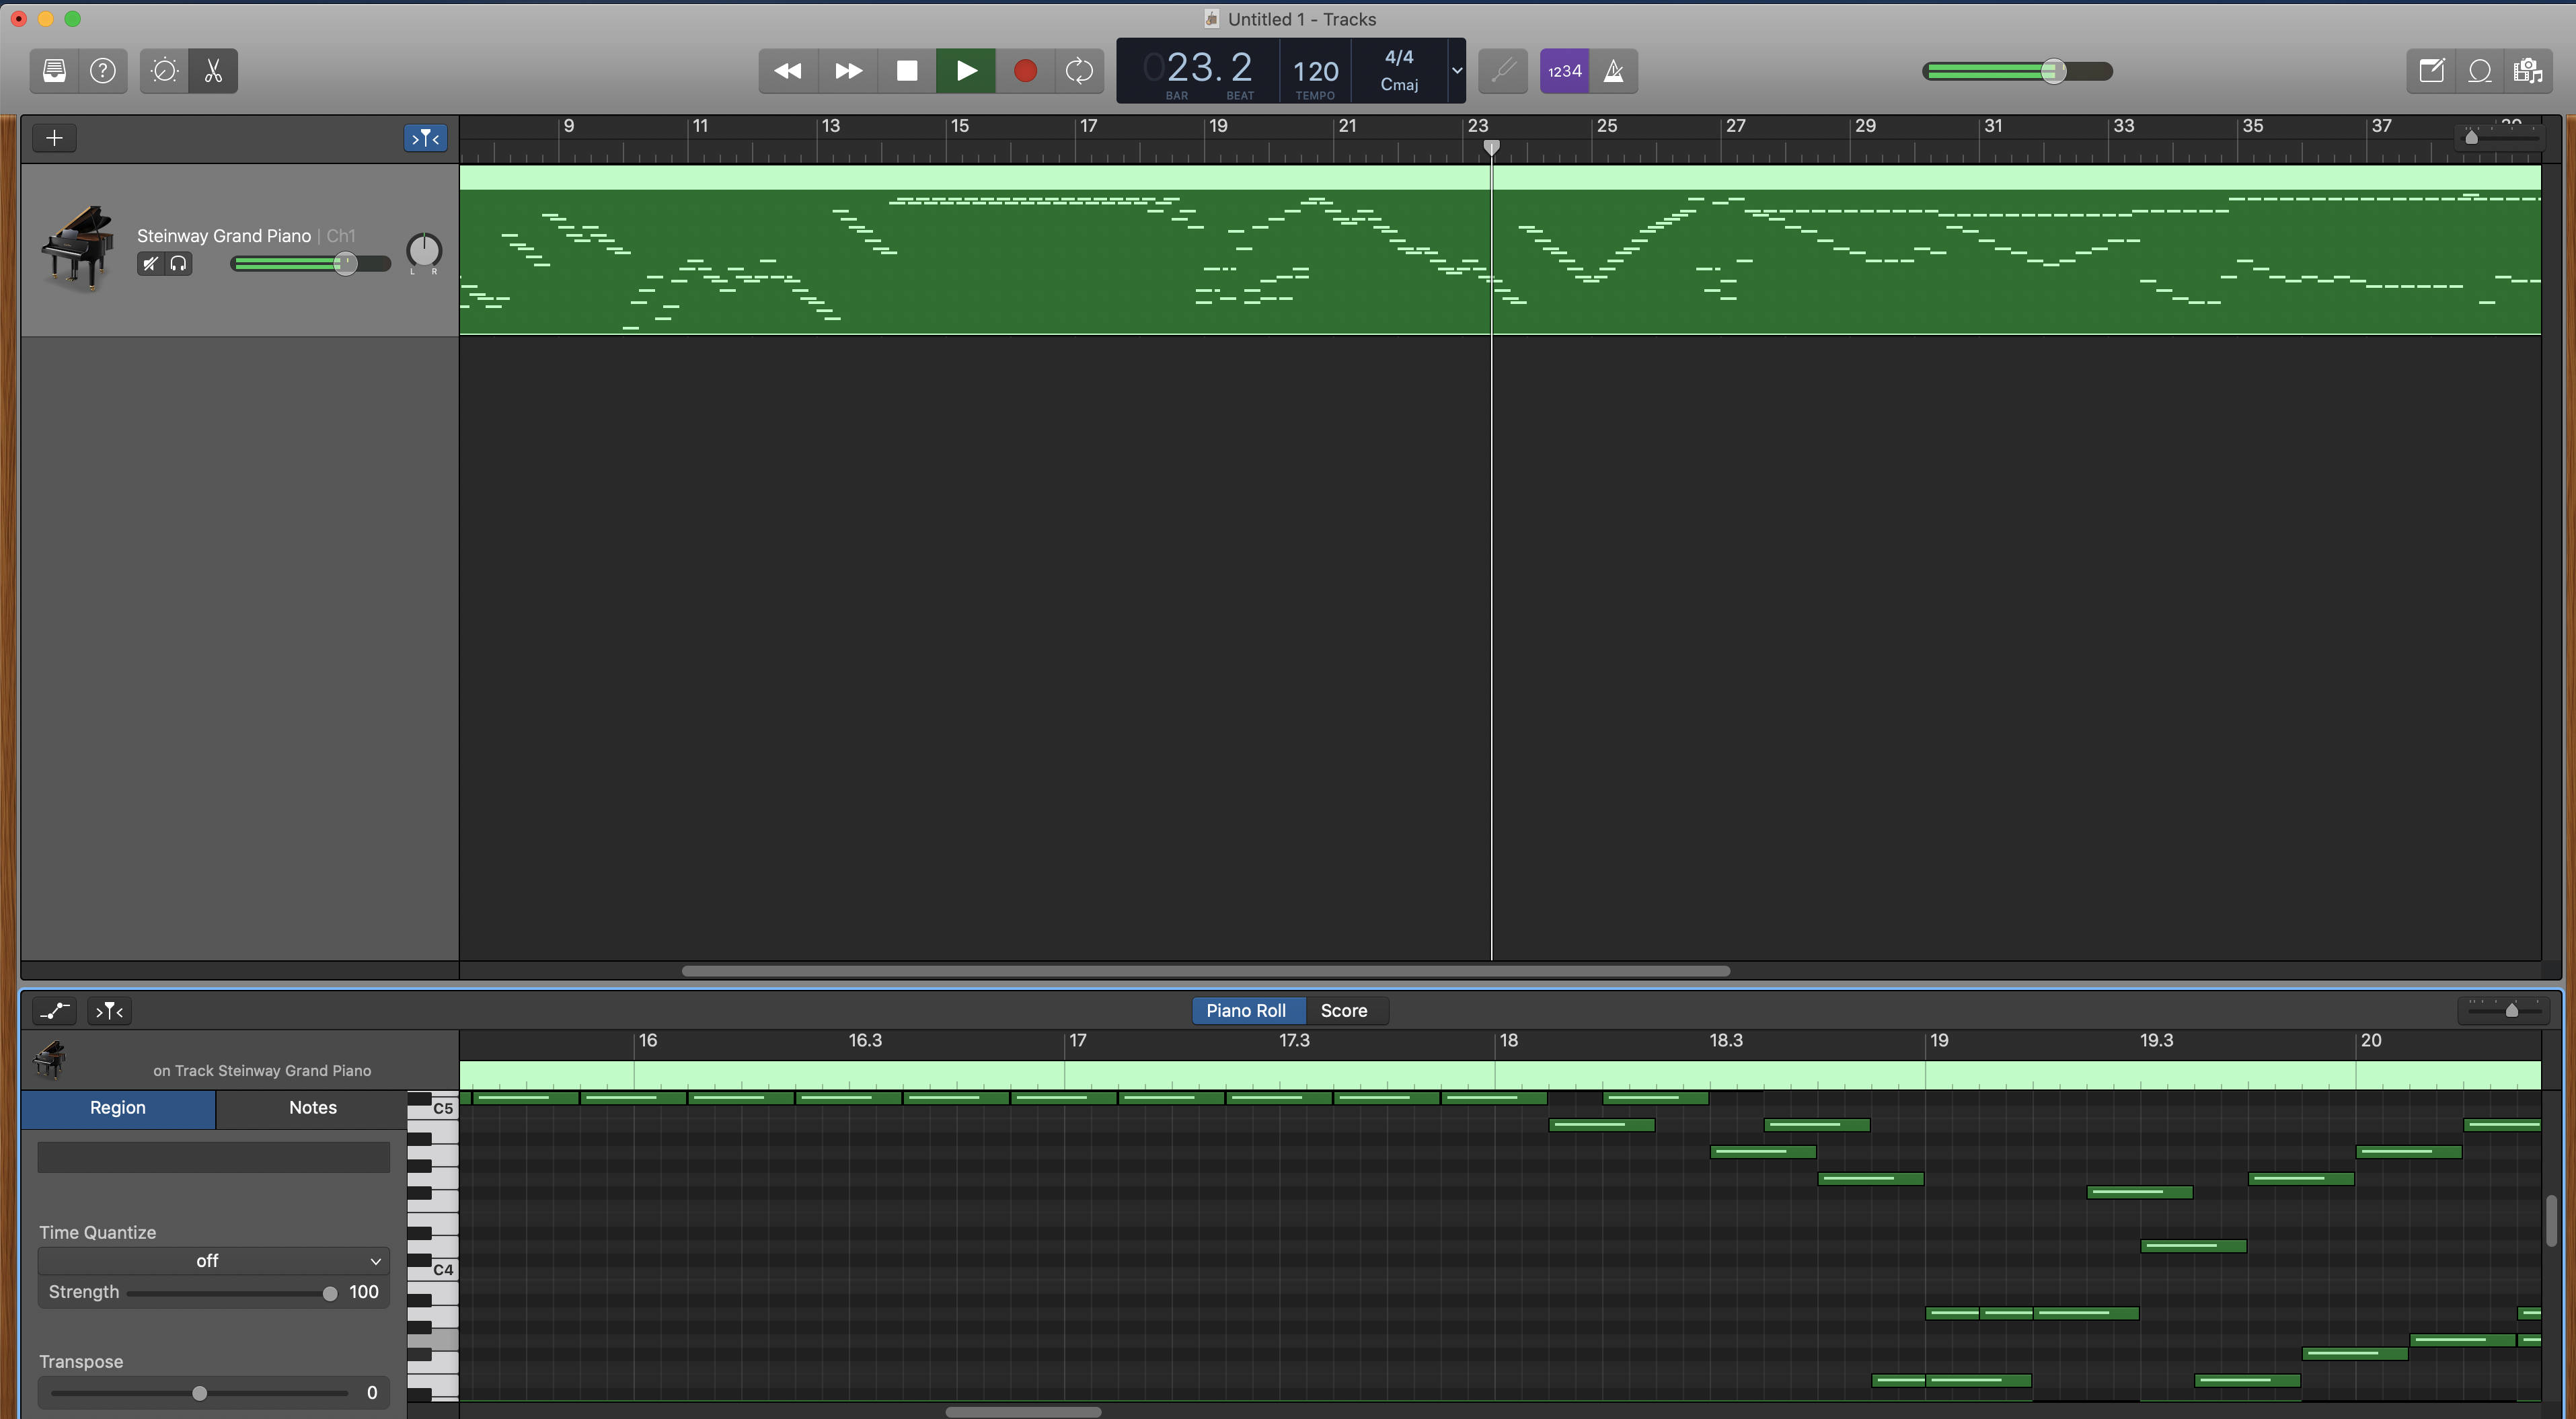 Untitled 1 - Tracks
023.2
BAR BEAT
120
TEMPO
4/4
Cmaj
1234
9 11 13 15 17 19 21 23 25 27 29 31 33 35 37
Steinway Grand Piano | Ch1
L R
Piano Roll Score
16 16.3 17 17.3 18 18.3 19 19.3 20
on Track Steinway Grand Piano
Region Notes
C5
Time Quantize
off
C4
Strength 100
Transpose
0